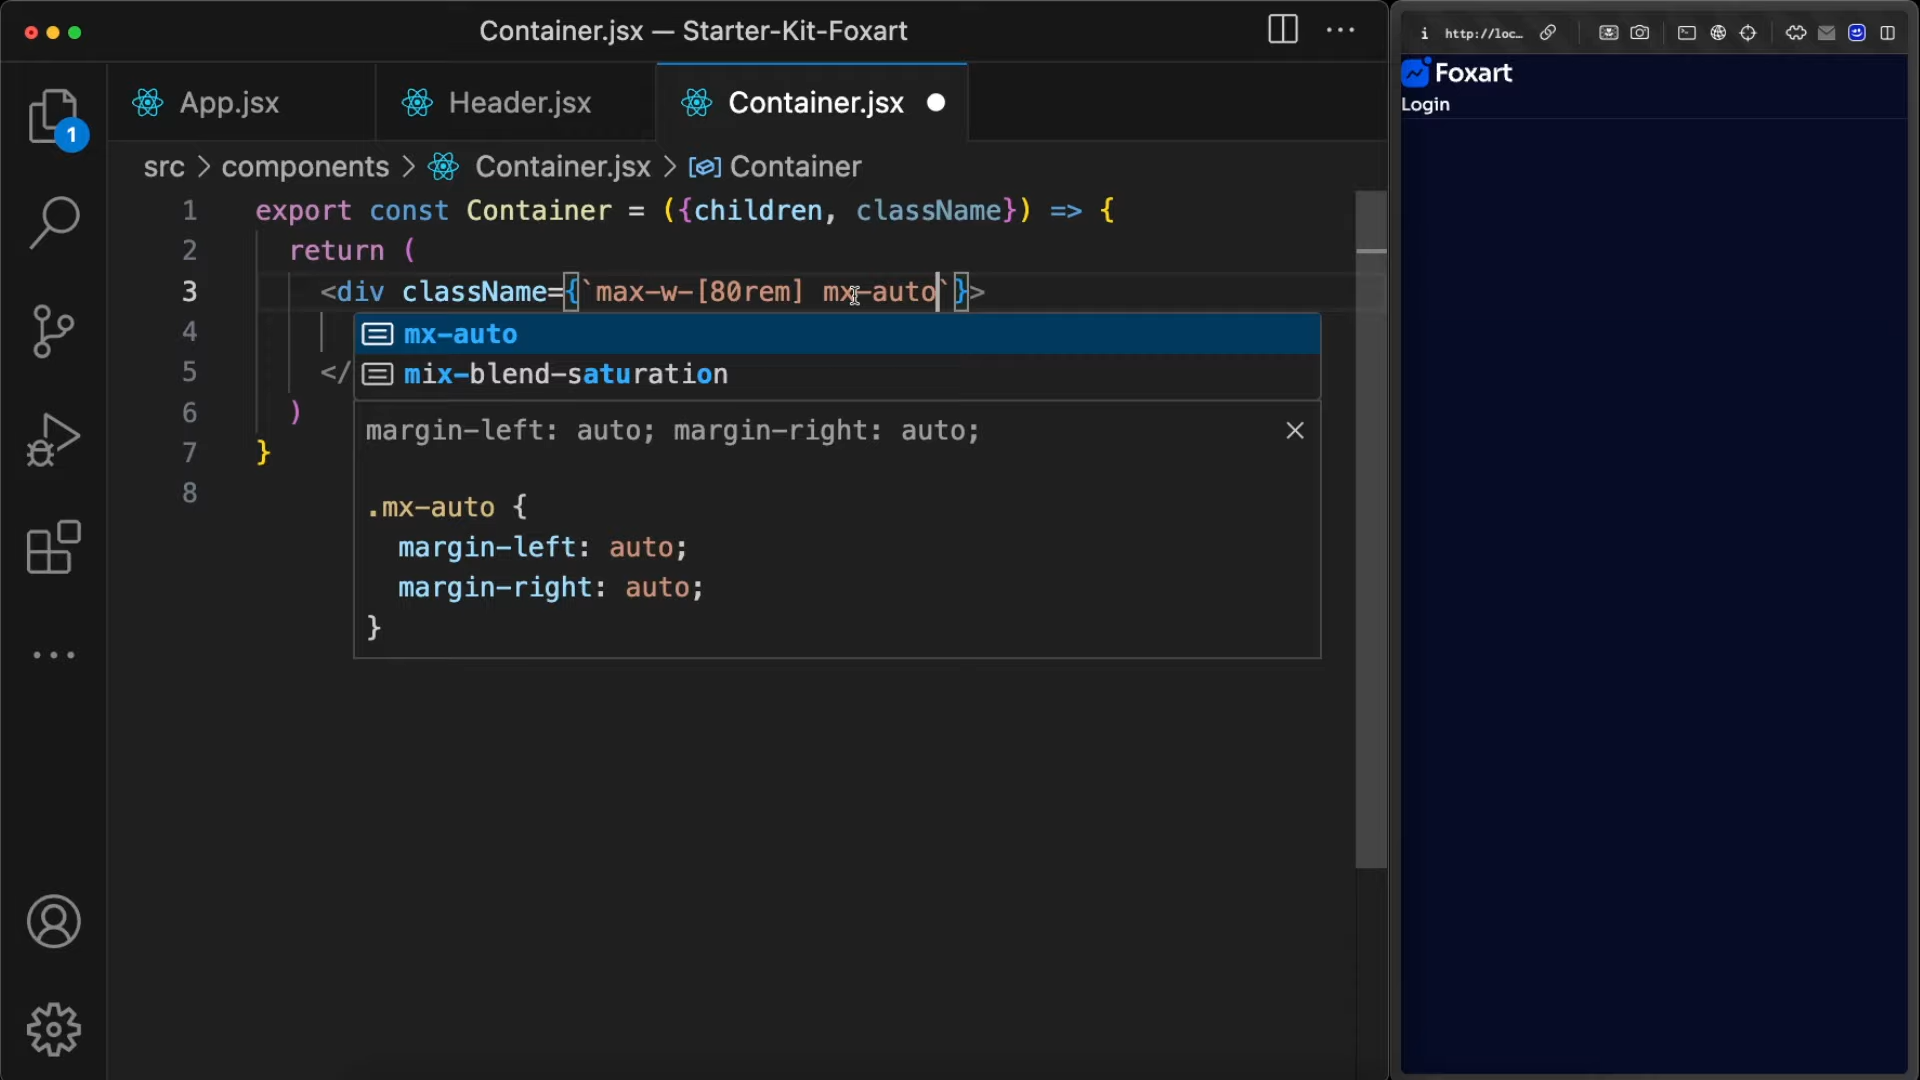 Container.jsx — Starter-Kit-Foxart
App.jsx
Header.jsx
Container.jsx
1
src > components > Container.jsx > Container
1 export const Container = ({children, className}) => {
2 return (
3 <div className={`max-w-[80rem] mx-auto`}>
4
5 </
6 )
7 }
8
mx-auto
mix-blend-saturation
margin-left: auto; margin-right: auto;
.mx-auto {
margin-left: auto;
margin-right: auto;
}
http://loc…
Foxart
Login